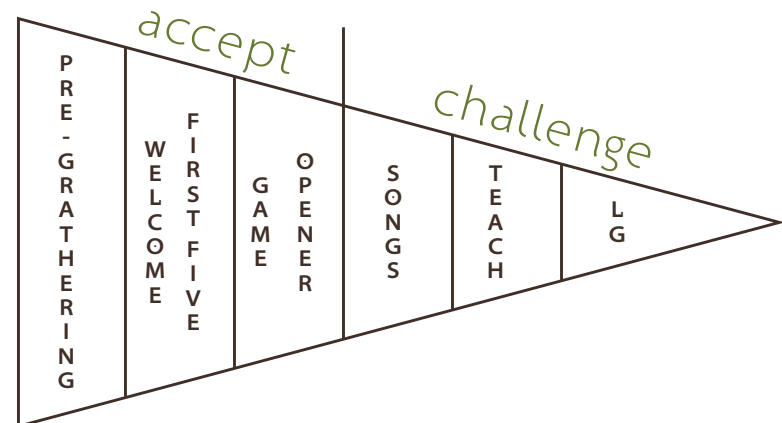 accept
challenge
PRE-GRATHERING
WELCOME
FIRST FIVE
GAME
OPENER
SONGS
TEACH
LG